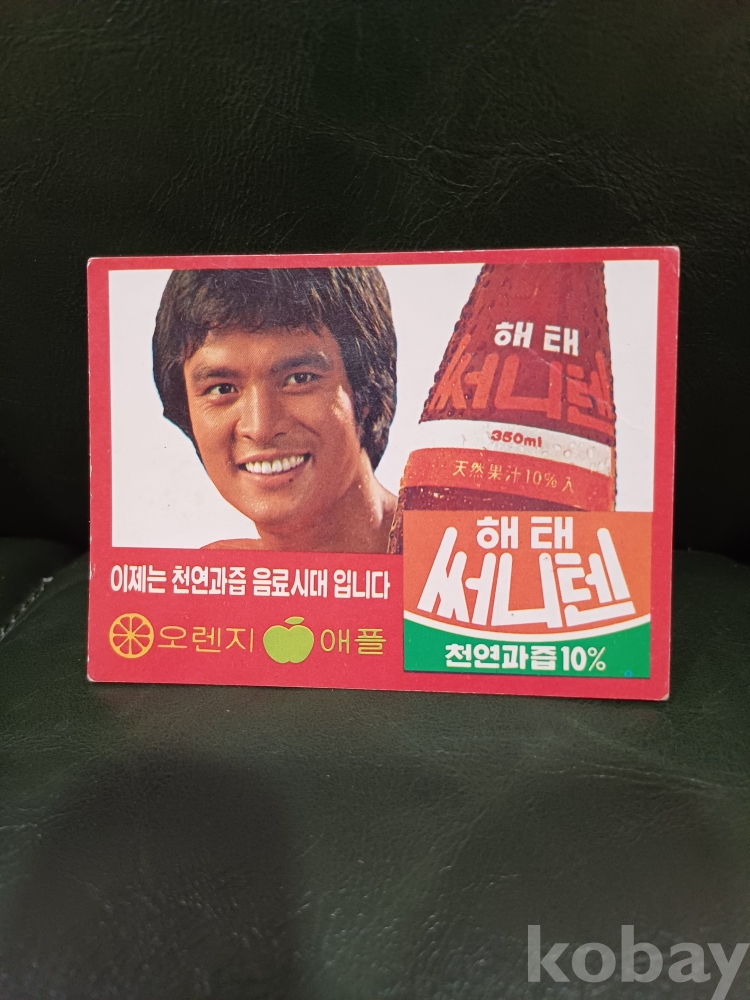 해태
써니텐
350ml
天然果汁10%入
해태
써니텐
천연과즙10%
이제는 천연과즙 음료시대 입니다
오렌지 애플
kobay